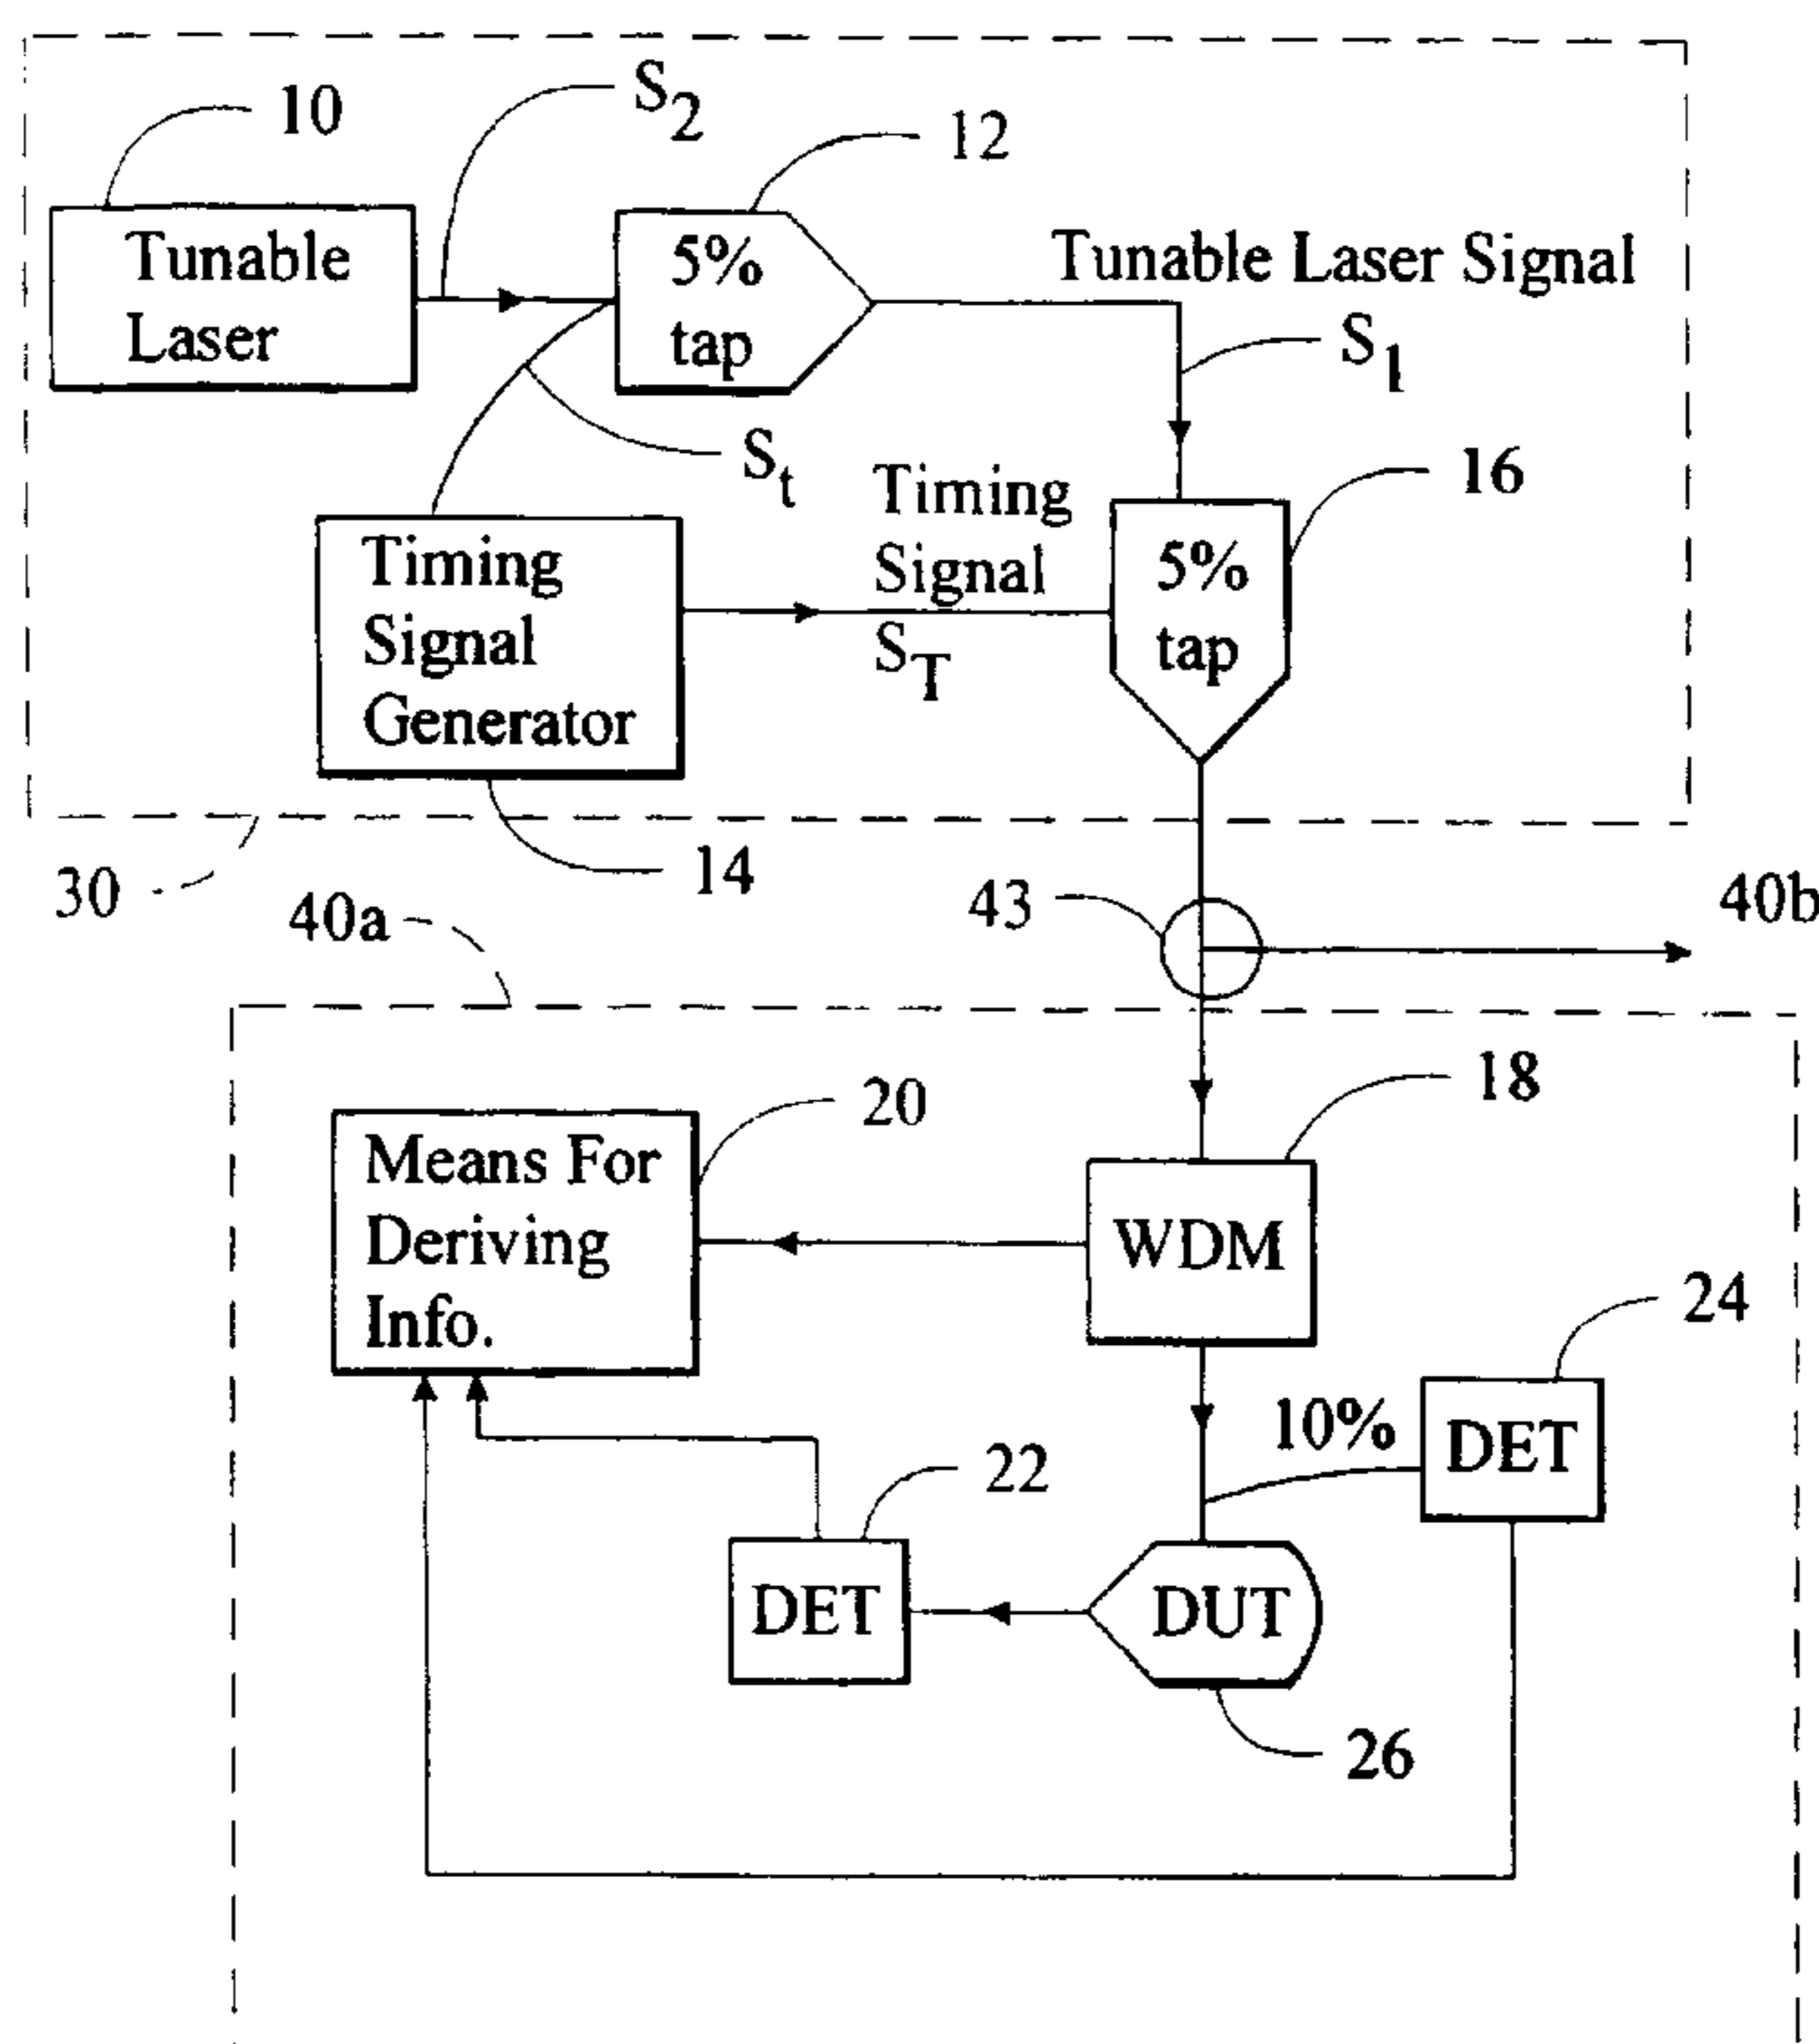 10
S2
12
Tunable
Laser
5%
tap
Tunable Laser Signal
S1
St
Timing
Signal
ST
16
5%
tap
Timing
Signal
Generator
30
14
40a
43
40b
18
20
Means For
Deriving
Info.
WDM
24
10%
DET
22
DET
DUT
26